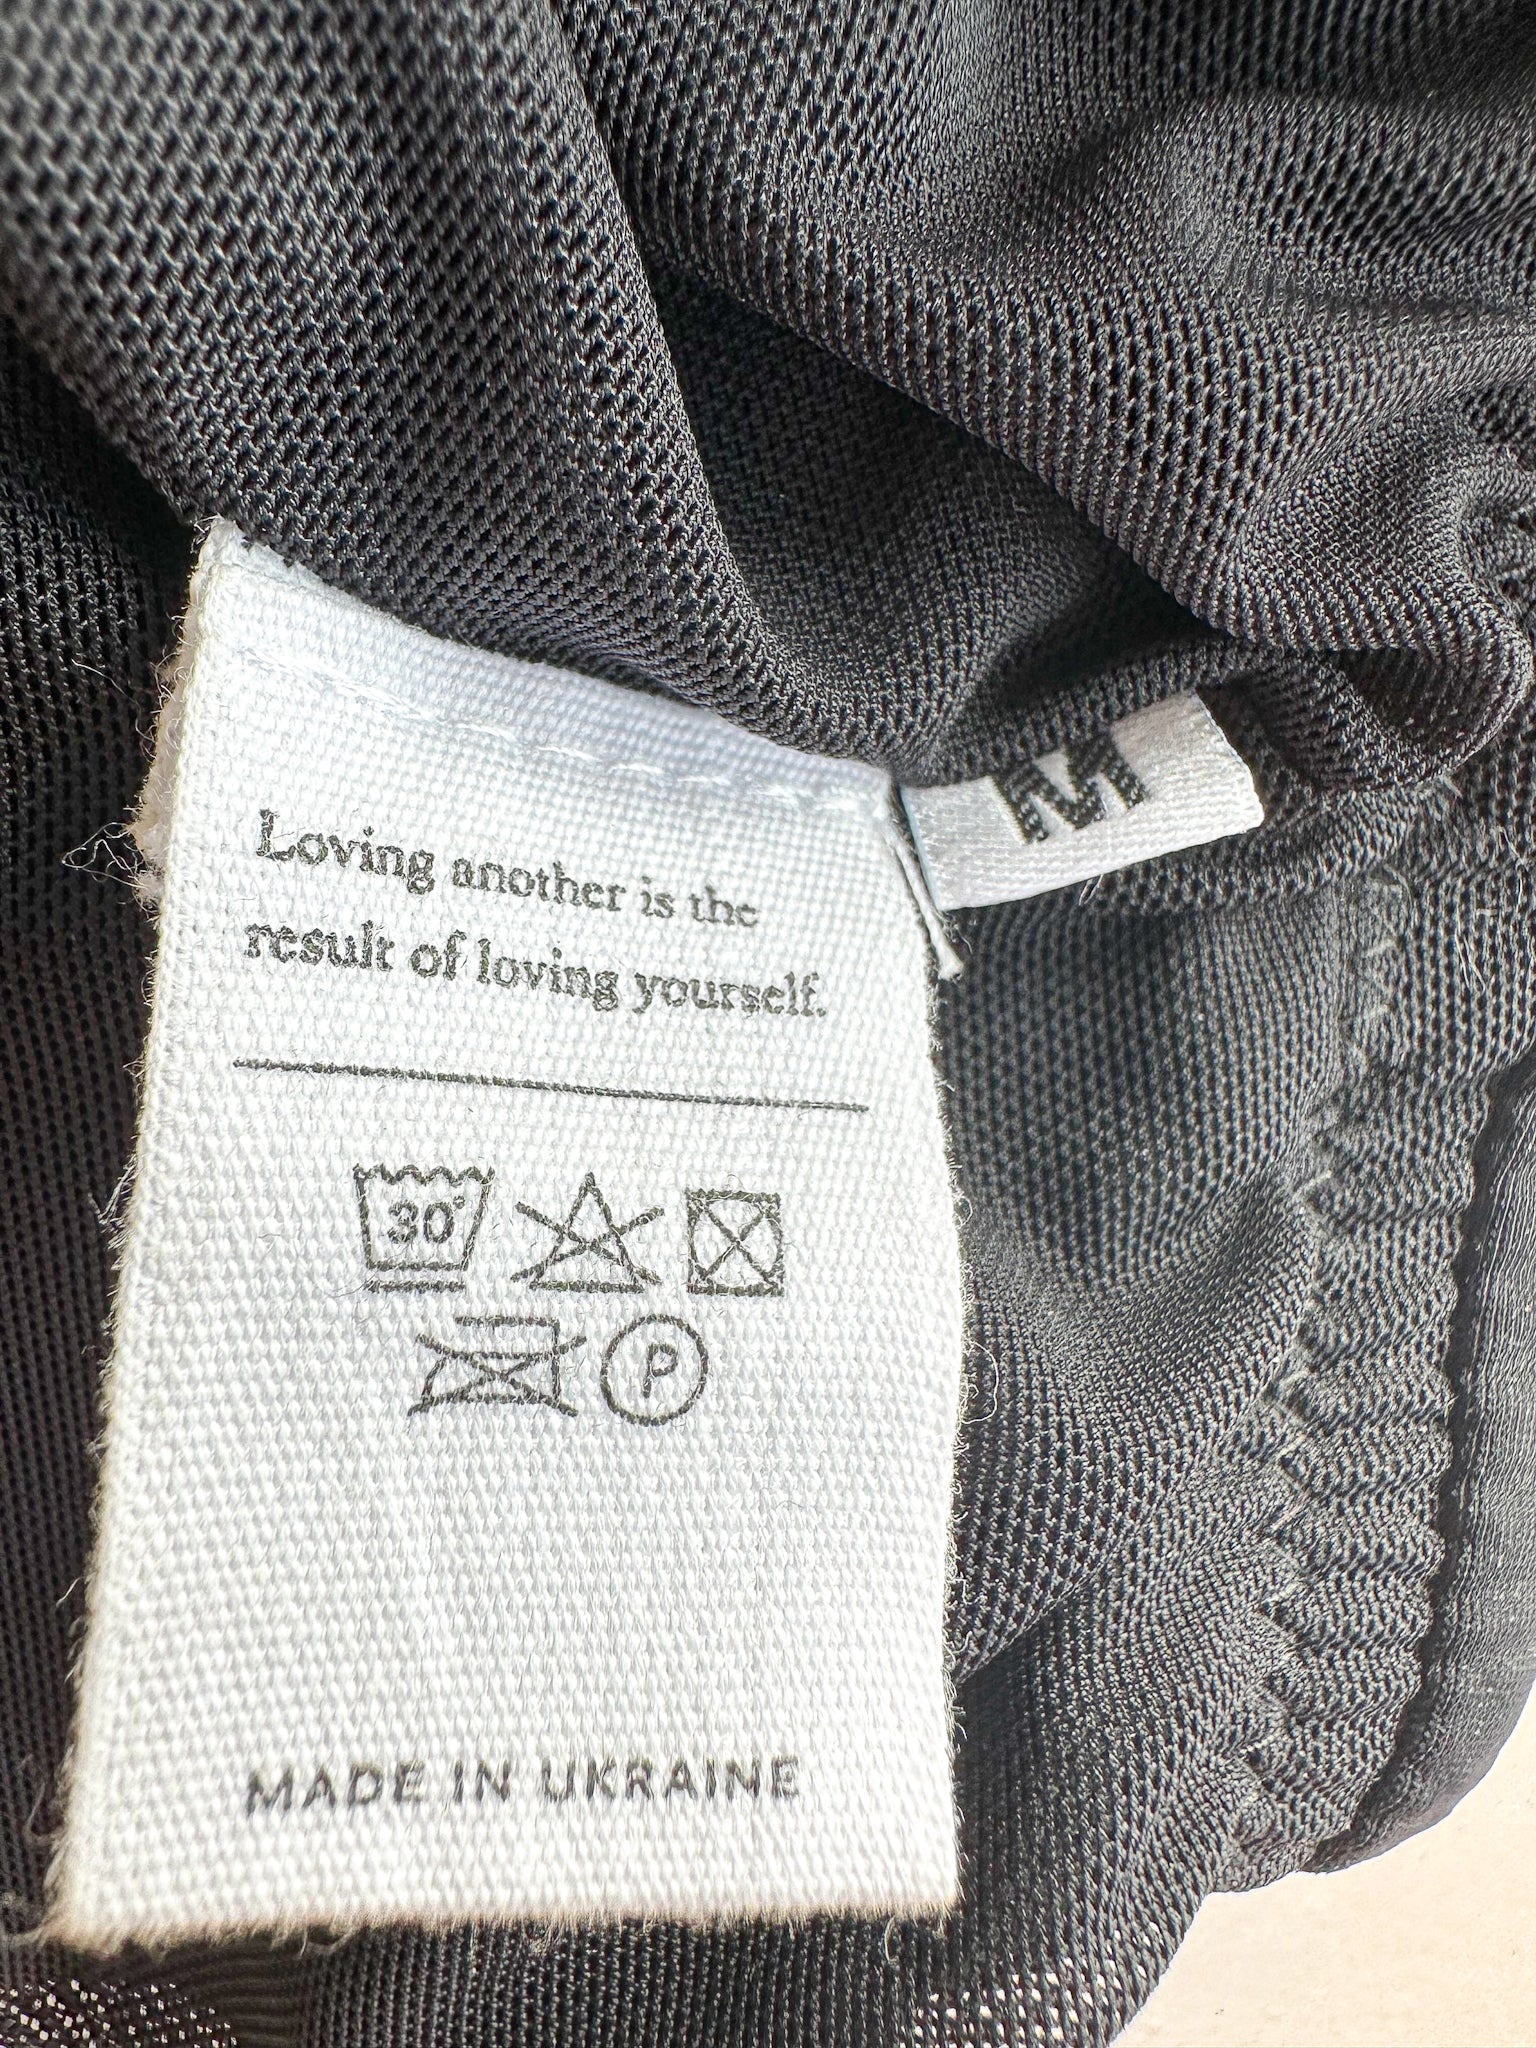 Loving another is the
result of loving yourself.
M
30°
P
MADE IN UKRAINE